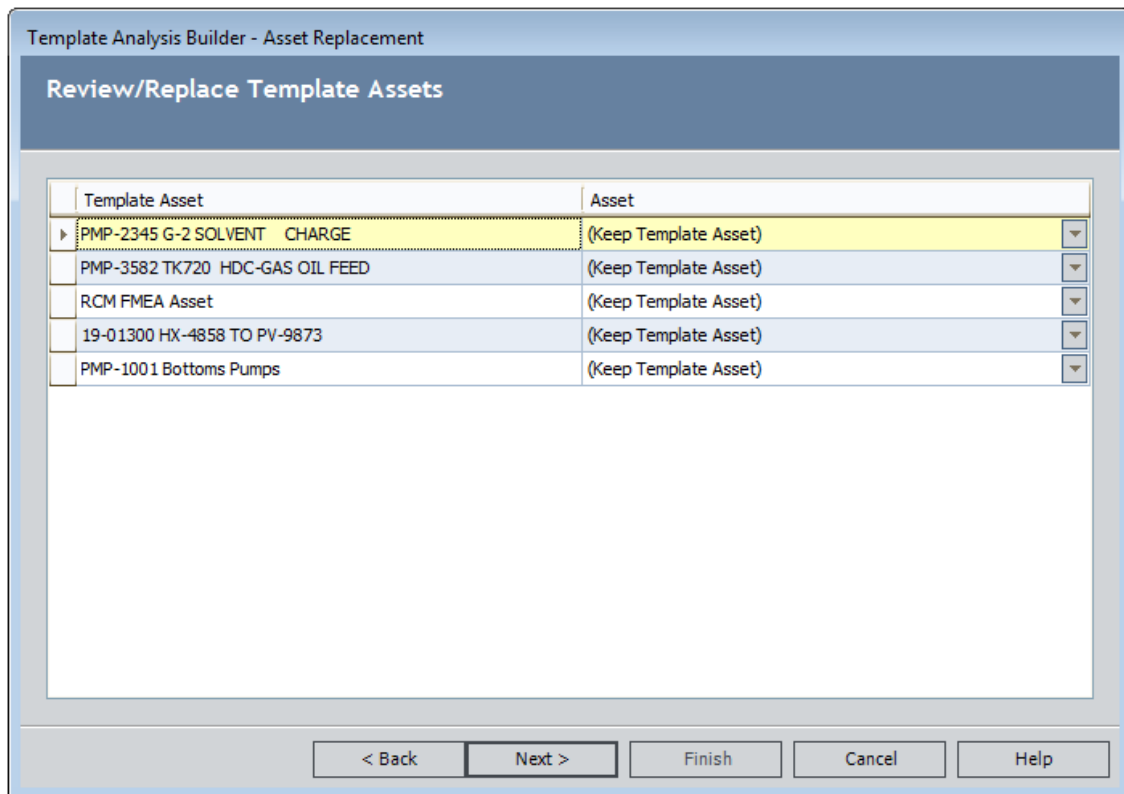 Template Analysis Builder - Asset Replacement
Review/Replace Template Assets
Template Asset Asset
PMP-2345 G-2 SOLVENT    CHARGE (Keep Template Asset)
PMP-3582 TK720  HDC-GAS OIL FEED (Keep Template Asset)
RCM FMEA Asset (Keep Template Asset)
19-01300 HX-4858 TO PV-9873 (Keep Template Asset)
PMP-1001 Bottoms Pumps (Keep Template Asset)
< Back Next > Finish Cancel Help